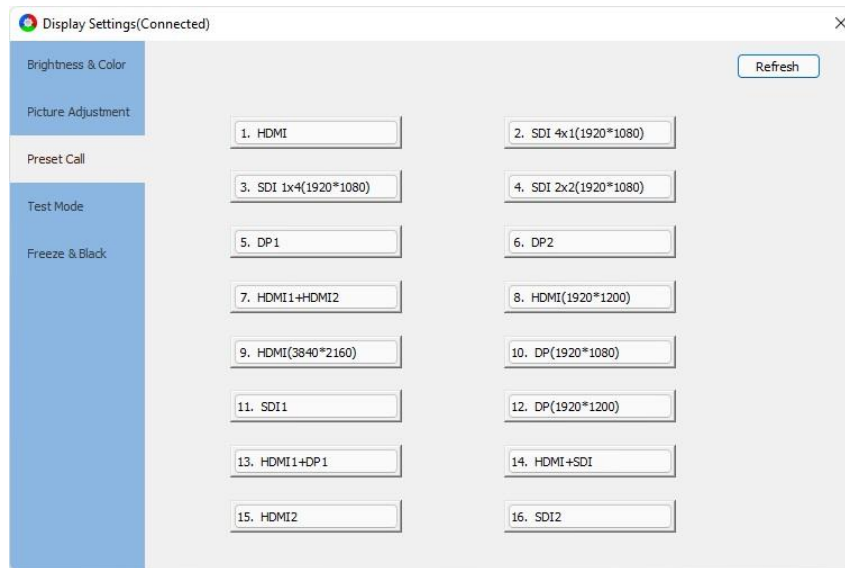 Display Settings(Connected)
Brightness & Color
Picture Adjustment
Preset Call
Test Mode
Freeze & Black
Refresh
1. HDMI
2. SDI 4x1(1920*1080)
3. SDI 1x4(1920*1080)
4. SDI 2x2(1920*1080)
5. DP1
6. DP2
7. HDMI1+HDMI2
8. HDMI(1920*1200)
9. HDMI(3840*2160)
10. DP(1920*1080)
11. SDI1
12. DP(1920*1200)
13. HDMI1+DP1
14. HDMI+SDI
15. HDMI2
16. SDI2